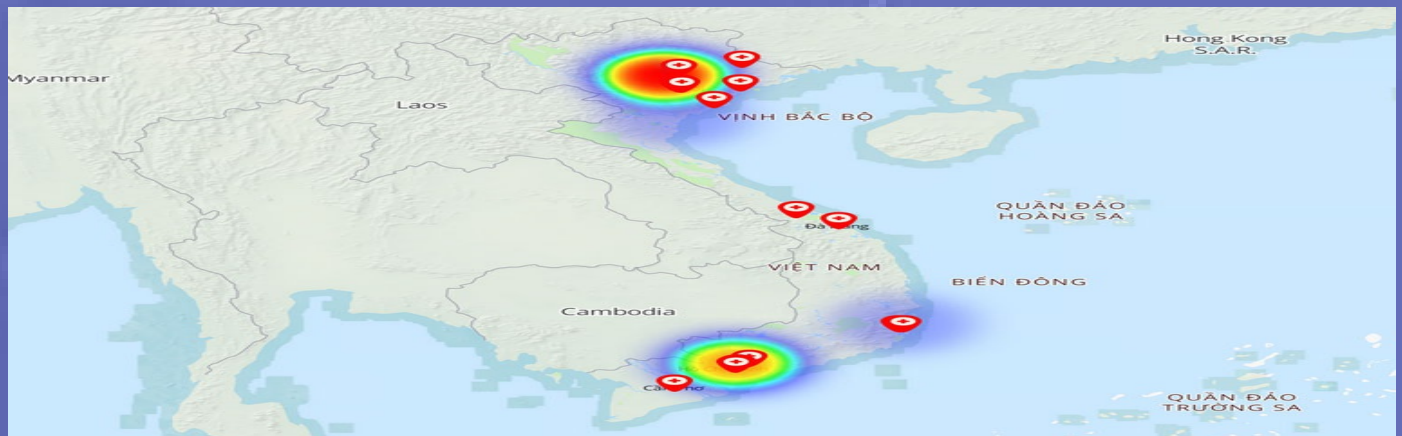 Hong Kong
S.A.R.
Myanmar
Laos
VỊNH BẮC BỘ
QUẦN ĐẢO
HOÀNG SA
VIỆT NAM
BIỂN ĐÔNG
Cambodia
QUẦN ĐẢO
TRƯỜNG SA